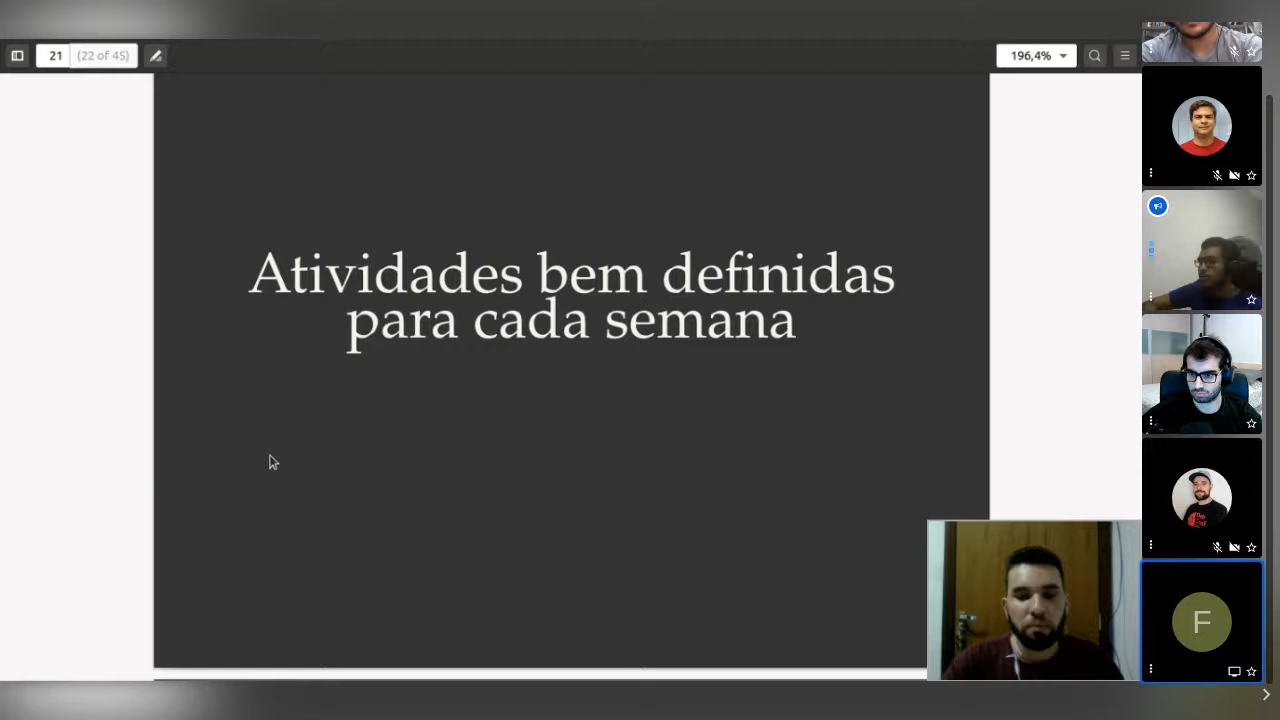 21 (22 of 45)
196,4%
Atividades bem definidas
para cada semana
F